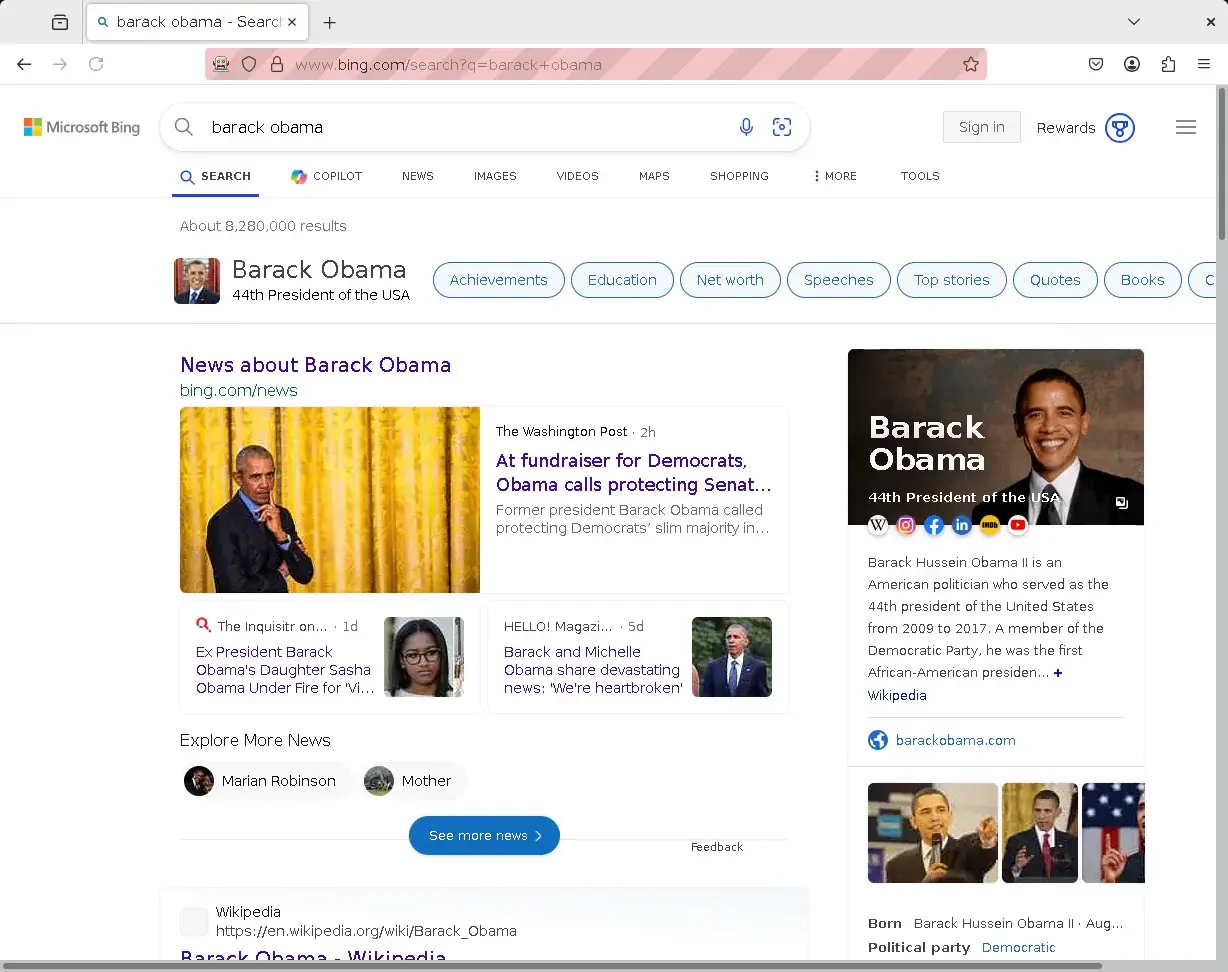 barack obama - Search
www.bing.com/search?q=barack+obama
Microsoft Bing
barack obama
Sign in
Rewards
SEARCH
COPILOT
NEWS
IMAGES
VIDEOS
MAPS
SHOPPING
MORE
TOOLS
About 8,280,000 results
Barack Obama
44th President of the USA
Achievements
Education
Net worth
Speeches
Top stories
Quotes
Books
C
News about Barack Obama
bing.com/news
The Washington Post · 2h
At fundraiser for Democrats,
Obama calls protecting Senat…
Former president Barack Obama called
protecting Democrats’ slim majority in…
The Inquisitr on… · 1d
Ex President Barack
Obama's Daughter Sasha
Obama Under Fire for 'Vi…
HELLO! Magazi… · 5d
Barack and Michelle
Obama share devastating
news: 'We're heartbroken'
Explore More News
Marian Robinson
Mother
See more news
Feedback
Wikipedia
https://en.wikipedia.org/wiki/Barack_Obama
Barack Obama - Wikipedia
Barack
Obama
44th President of the USA
W
in
IMDb
Barack Hussein Obama II is an
American politician who served as the
44th president of the United States
from 2009 to 2017. A member of the
Democratic Party, he was the first
African-American presiden… +
Wikipedia
barackobama.com
Born Barack Hussein Obama II · Aug…
Political party Democratic